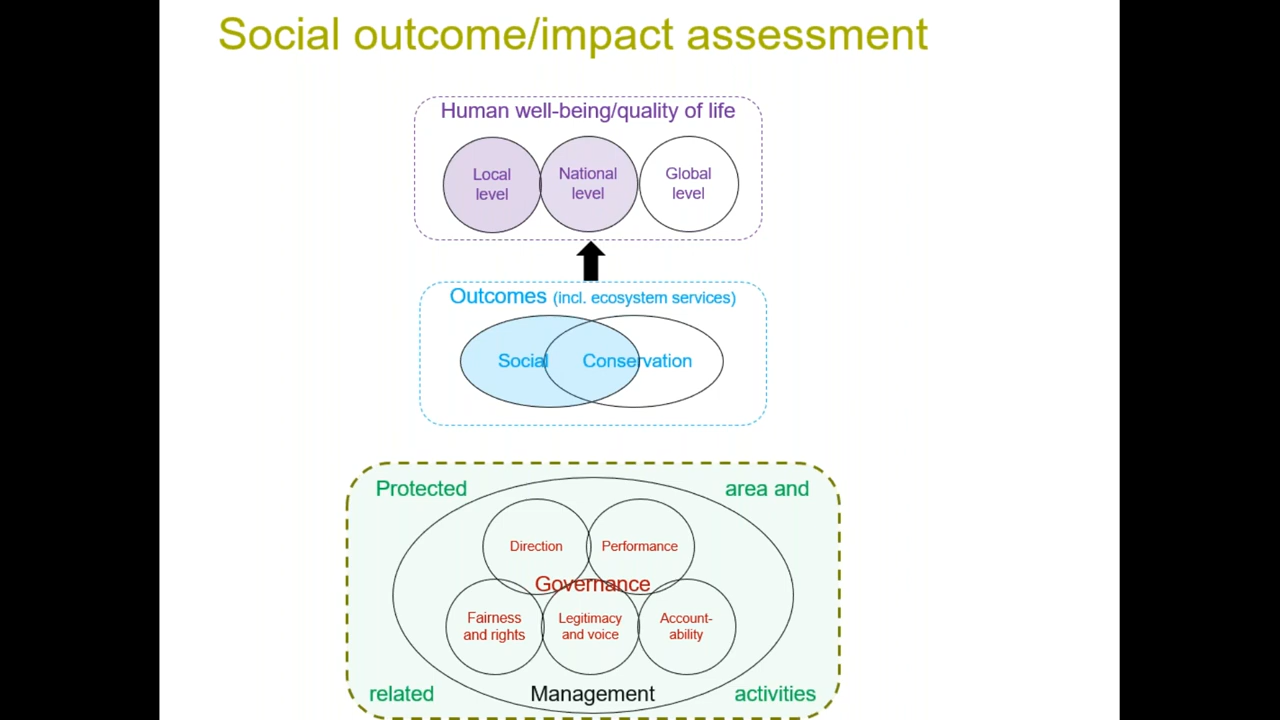 Social outcome/impact assessment
Human well-being/quality of life
Local
level
National
level
Global
level
Outcomes (incl. ecosystem services)
Social
Conservation
Protected
area and
Direction
Performance
Governance
Fairness
and rights
Legitimacy
and voice
Account-
ability
related
Management
activities